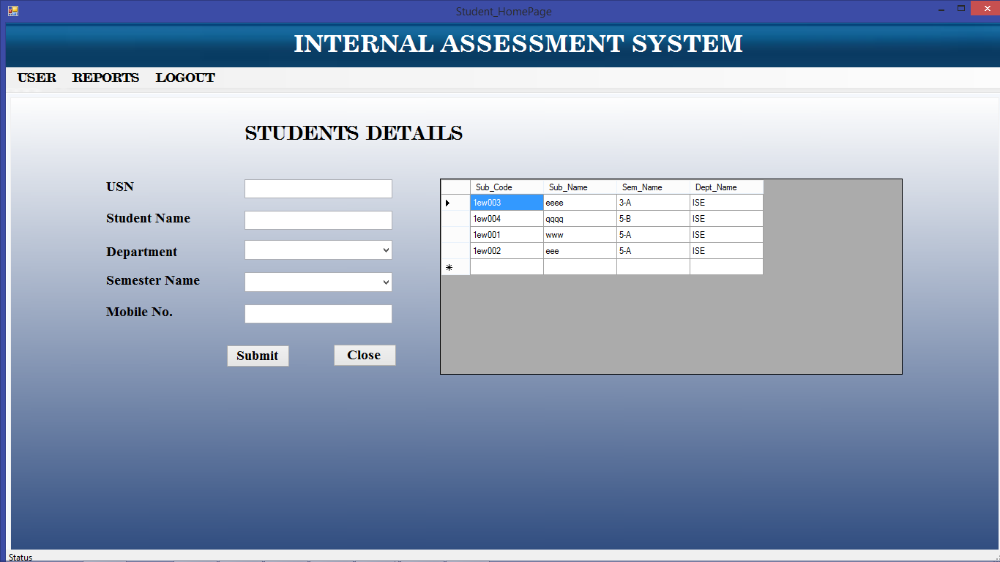 Student_HomePage
INTERNAL ASSESSMENT SYSTEM
USER REPORTS LOGOUT
STUDENTS DETAILS
USN
Student Name
Department
Semester Name
Mobile No.
Submit Close
Sub_Code Sub_Name Sem_Name Dept_Name
1ew003 eeee 3-A ISE
1ew004 qqqq 5-B ISE
1ew001 www 5-A ISE
1ew002 eee 5-A ISE
Status